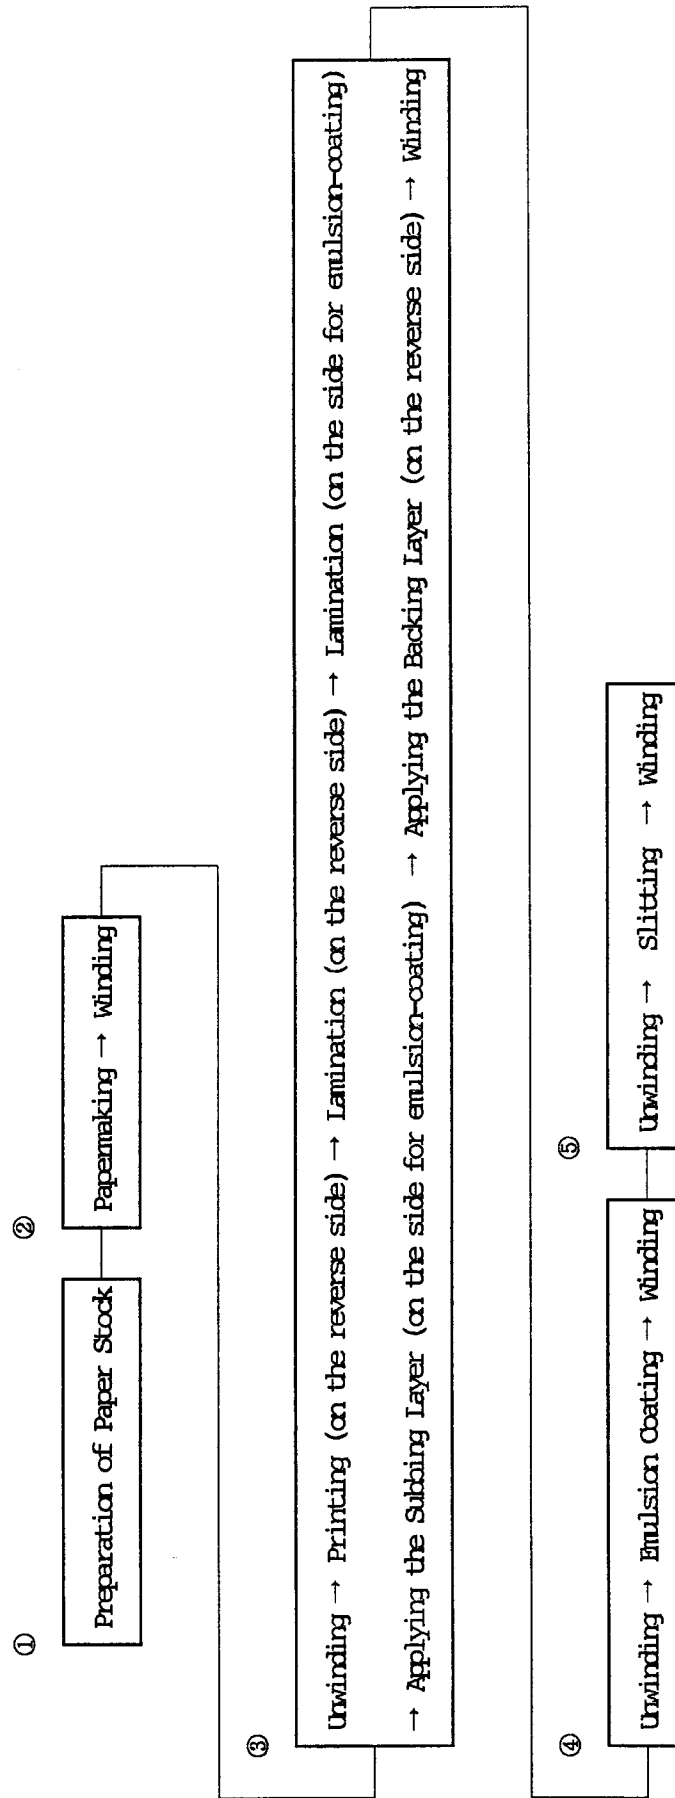 ①
Preparation of Paper Stock
②
Papermaking → Winding
③
Unwinding → Printing (on the reverse side) → Lamination (on the reverse side) → Lamination (on the side for emulsion-coating)
→ Applying the Subbing Layer (on the side for emulsion-coating) → Applying the Backing Layer (on the reverse side) → Winding
④
Unwinding → Emulsion Coating → Winding
⑤
Unwinding → Slitting → Winding